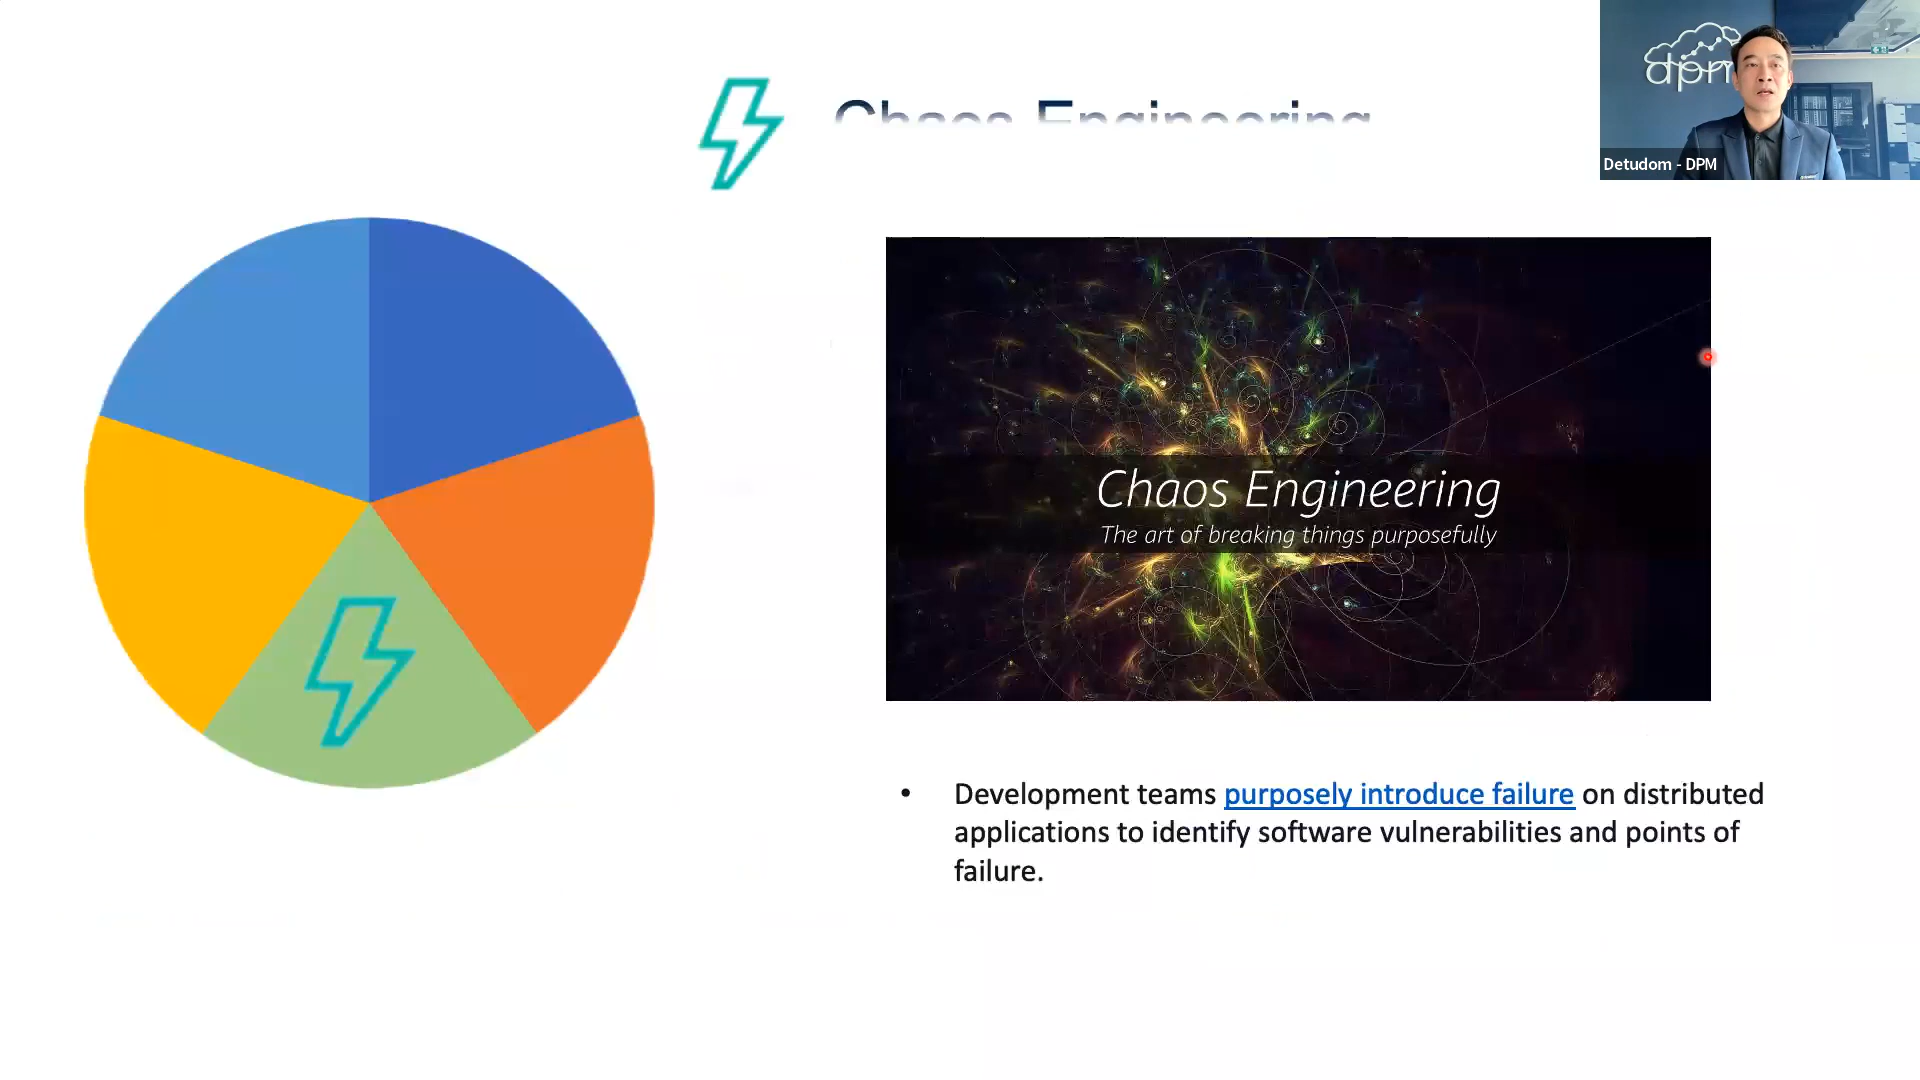 Chaos Engineering
dpm
Detudom - DPM
Chaos Engineering
The art of breaking things purposefully
• Development teams purposely introduce failure on distributed
applications to identify software vulnerabilities and points of
failure.